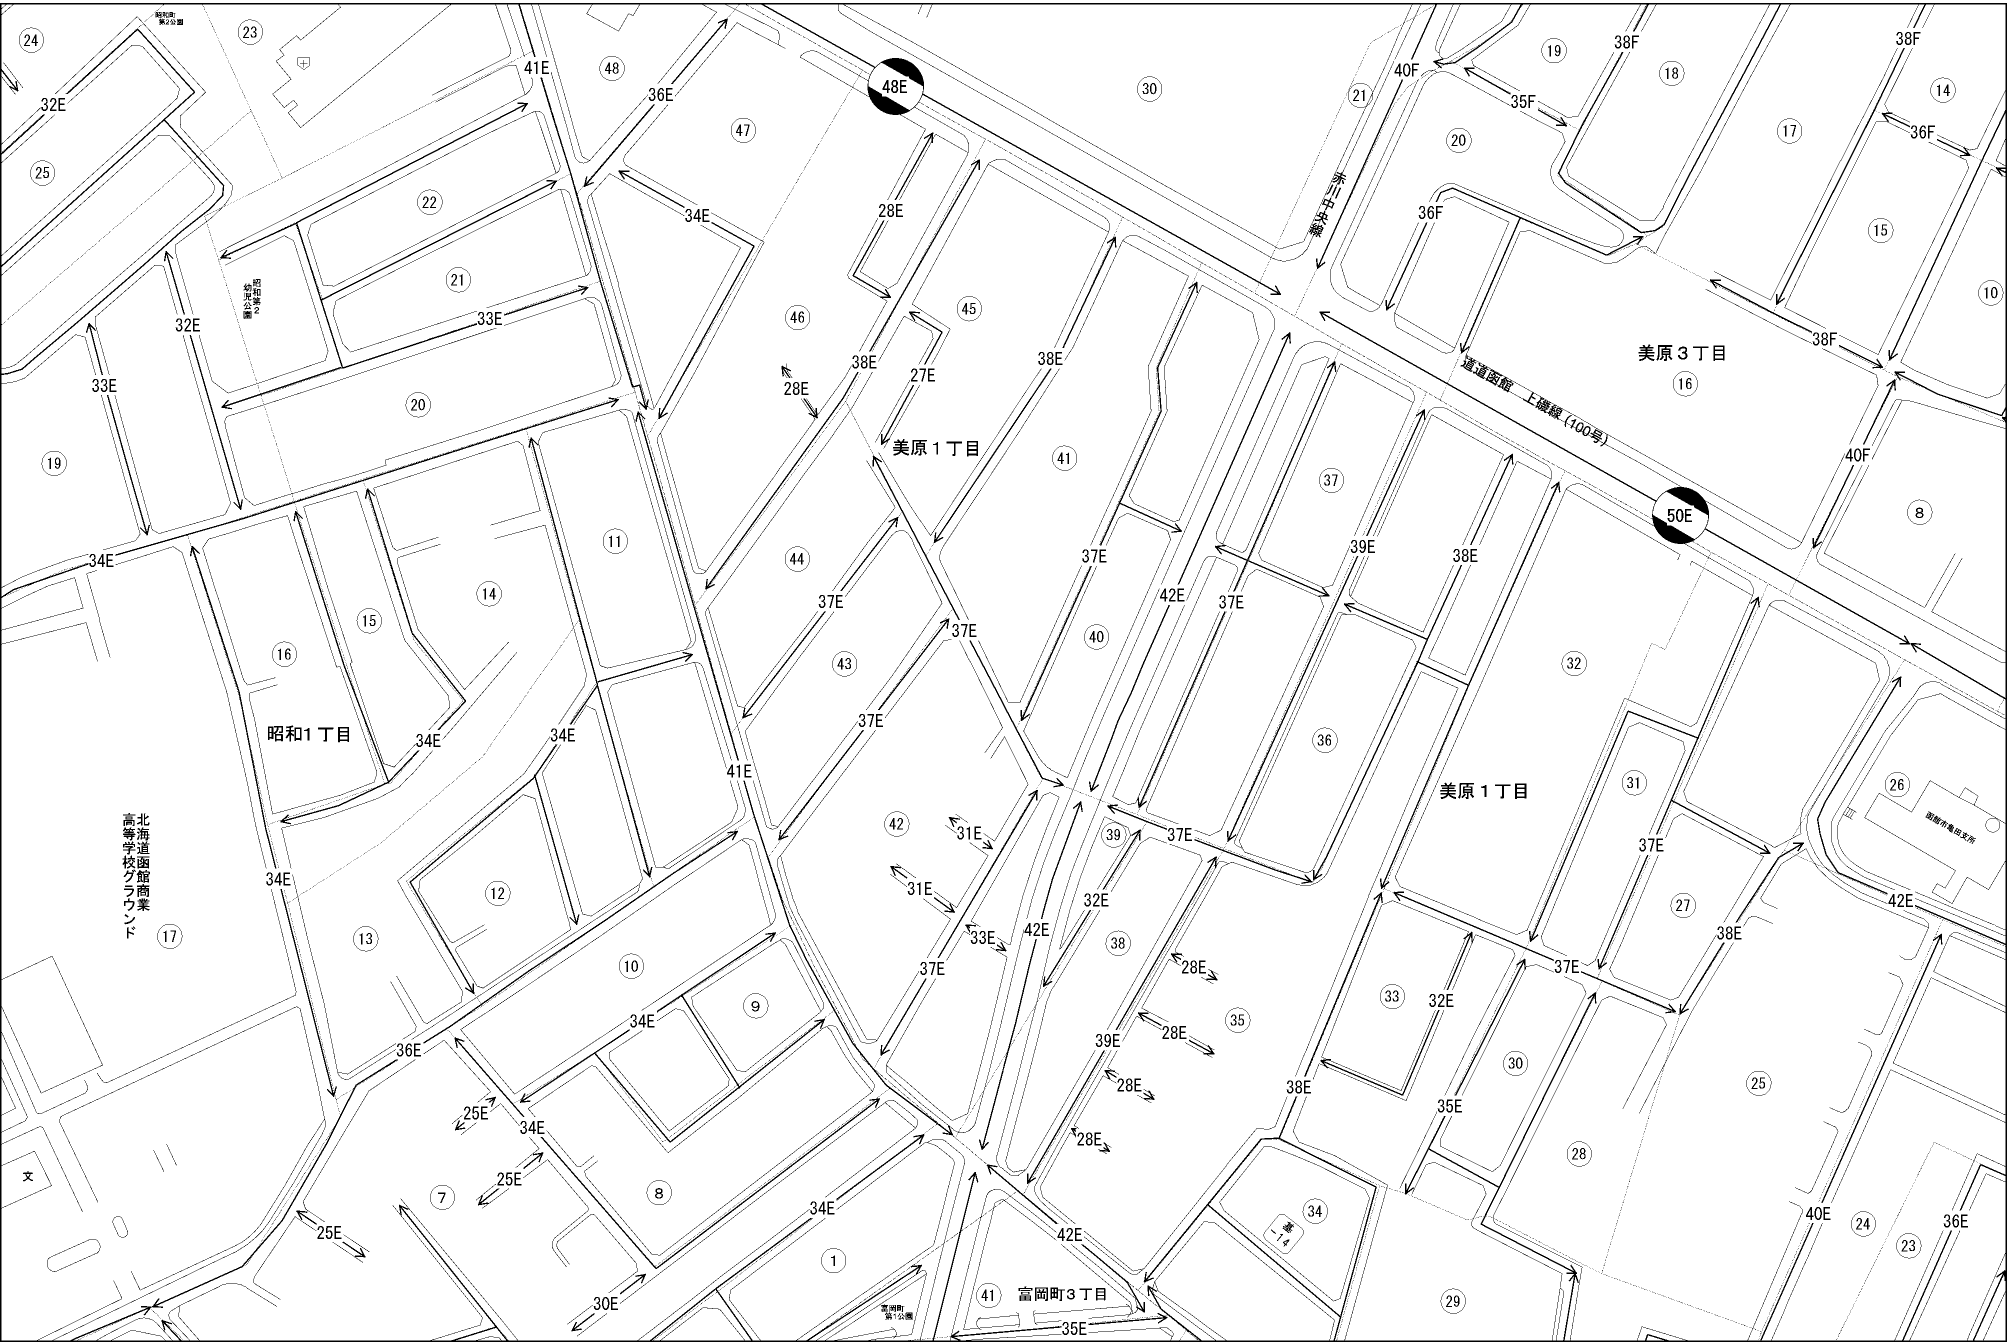 昭和町
第2公園
24
23
48
41E
36E
32E
25
47
48E
30
21
40F
19
38F
18
35F
38F
14
36F
17
20
赤川中央線
36F
15
10
22
34E
28E
昭和第2
幼児公園
21
33E
32E
46
45
38E
38E
27E
28E
33E
20
19
美原1丁目
41
37
道道函館 上磯線(100号)
美原3丁目
16
38F
40F
8
50E
34E
11
14
15
16
44
37E
37E
42E
37E
39E
38E
43
37E
40
37E
36
32
昭和1丁目
34E
34E
41E
美原1丁目
31
26
函館市亀田支所
北海道函館商業
高等学校グラウンド
34E
17
13
12
10
9
34E
42
31E
31E
33E
37E
42E
39
37E
32E
38
28E
28E
28E
28E
39E
35
37E
27
38E
42E
33
32E
38E
35E
30
28
25
36E
25E
34E
25E
25E
7
8
34E
30E
1
富岡町
第1公園
42E
41
富岡町3丁目
35E
34
基
-14
29
40E
24
23
36E
文